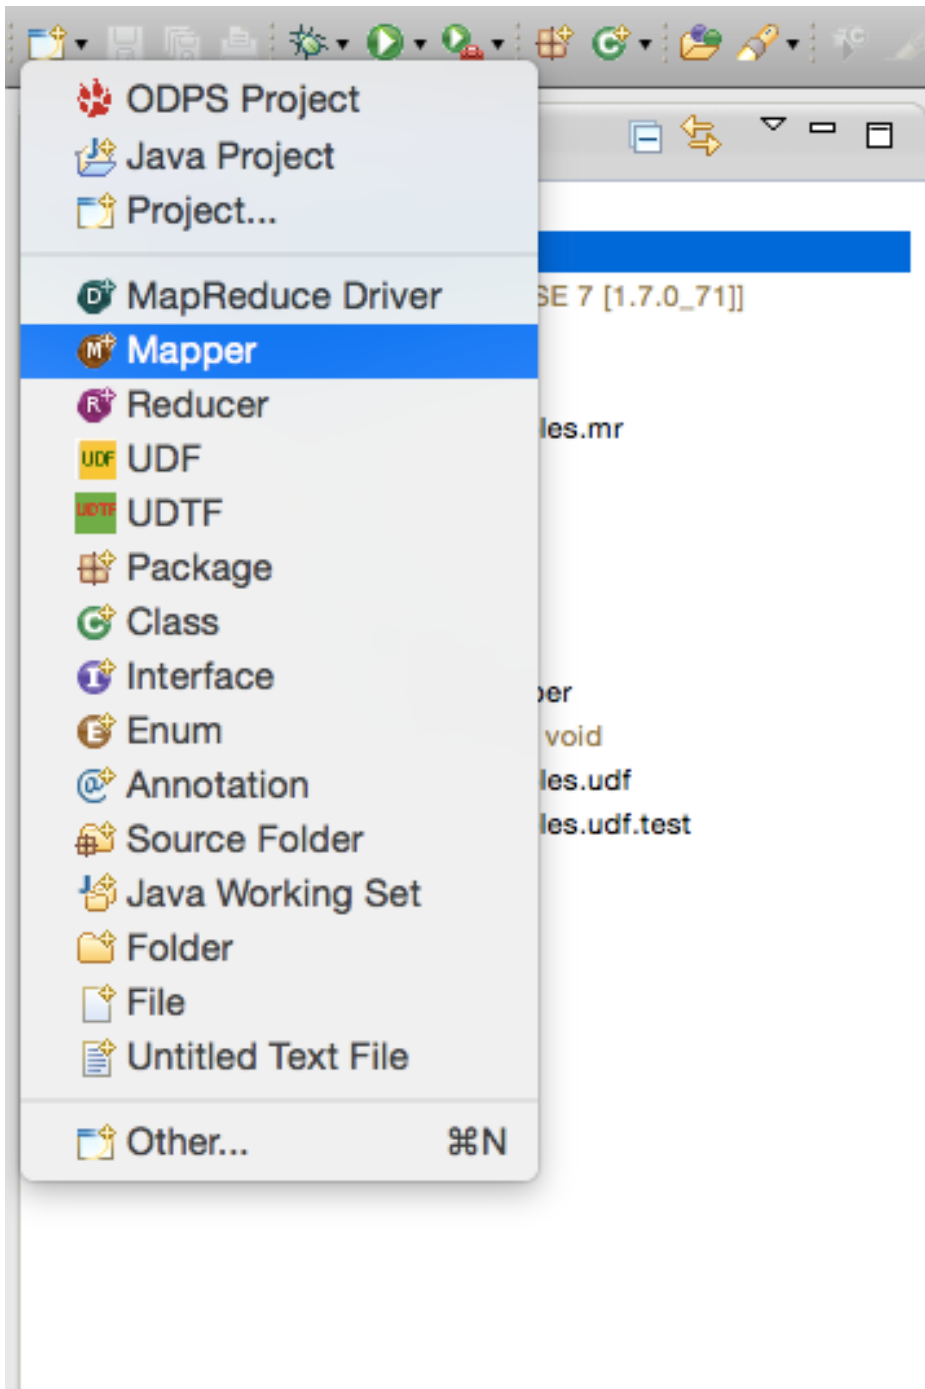 ODPS Project
Java Project
Project...
MapReduce Driver
SE 7 [1.7.0_71]]
Mapper
Reducer
les.mr
UDF
UDF
UDTF
UDTF
Package
Class
Interface
per
Enum
void
Annotation
les.udf
Source Folder
les.udf.test
Java Working Set
Folder
File
Untitled Text File
Other... ⌘N